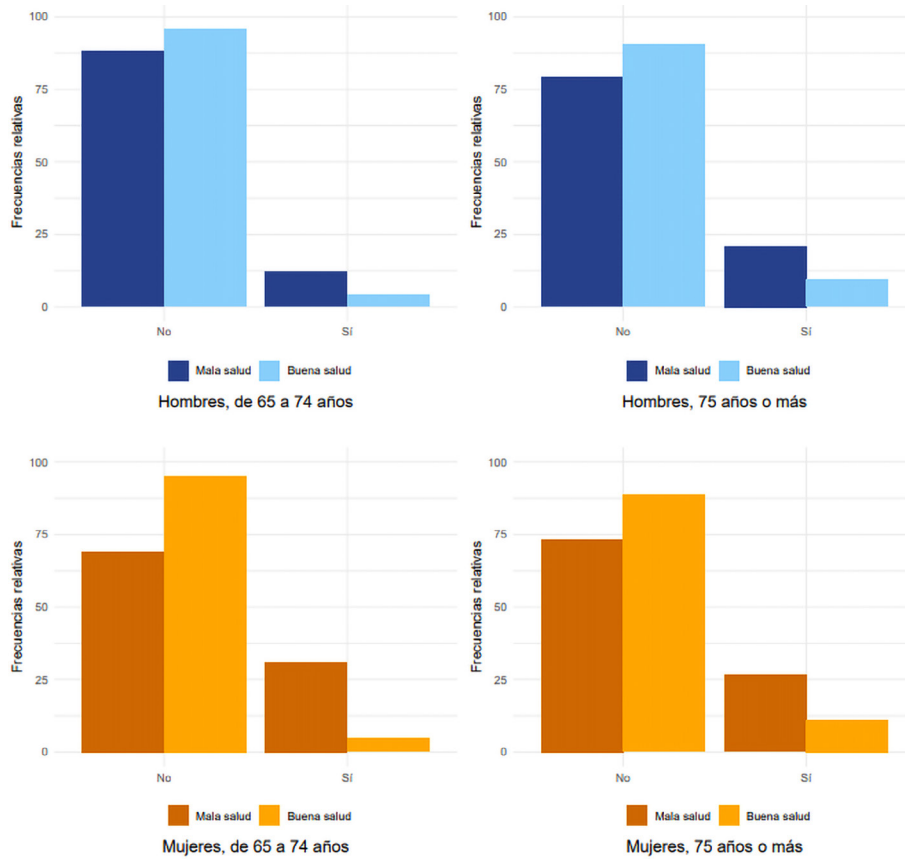 Frecuencias relativas
100
75
50
25
0
No
Sí
Mala salud
Buena salud
Hombres, de 65 a 74 años
Frecuencias relativas
100
75
50
25
0
No
Sí
Mala salud
Buena salud
Hombres, 75 años o más
Frecuencias relativas
100
75
50
25
0
No
Sí
Mala salud
Buena salud
Mujeres, de 65 a 74 años
Frecuencias relativas
100
75
50
25
0
No
Sí
Mala salud
Buena salud
Mujeres, 75 años o más